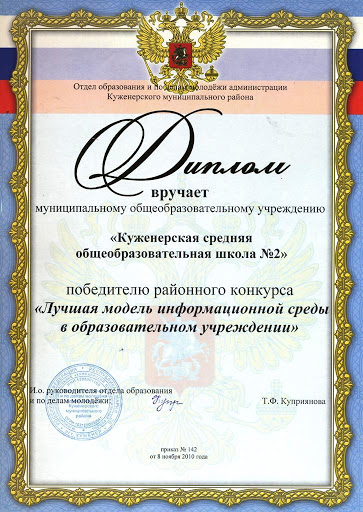 Отдел образования и по делам молодёжи администрации
Куженерского муниципального района
Диплом
вручает
муниципальному общеобразовательному учреждению
«Куженерская средняя
общеобразовательная школа №2»
победителю районного конкурса
«Лучшая модель информационной среды
в образовательном учреждении»
И.о. руководителя отдела образования
и по делам молодёжи:
Т.Ф. Куприянова
приказ № 142
от 8 ноября 2010 года